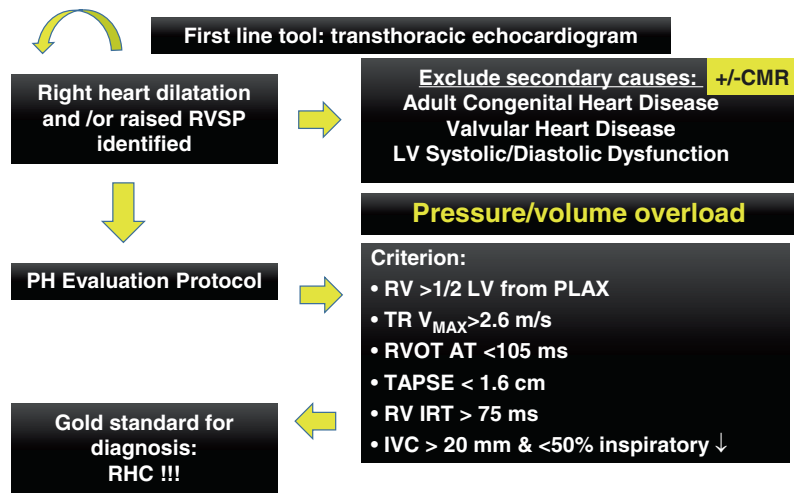 First line tool: transthoracic echocardiogram
Right heart dilatation
and /or raised RVSP
identified
Exclude secondary causes: +/-CMR
Adult Congenital Heart Disease
Valvular Heart Disease
LV Systolic/Diastolic Dysfunction
Pressure/volume overload
PH Evaluation Protocol
Criterion:
• RV >1/2 LV from PLAX
• TR VMAX>2.6 m/s
• RVOT AT <105 ms
• TAPSE < 1.6 cm
• RV IRT > 75 ms
• IVC > 20 mm & <50% inspiratory ↓
Gold standard for
diagnosis:
RHC !!!